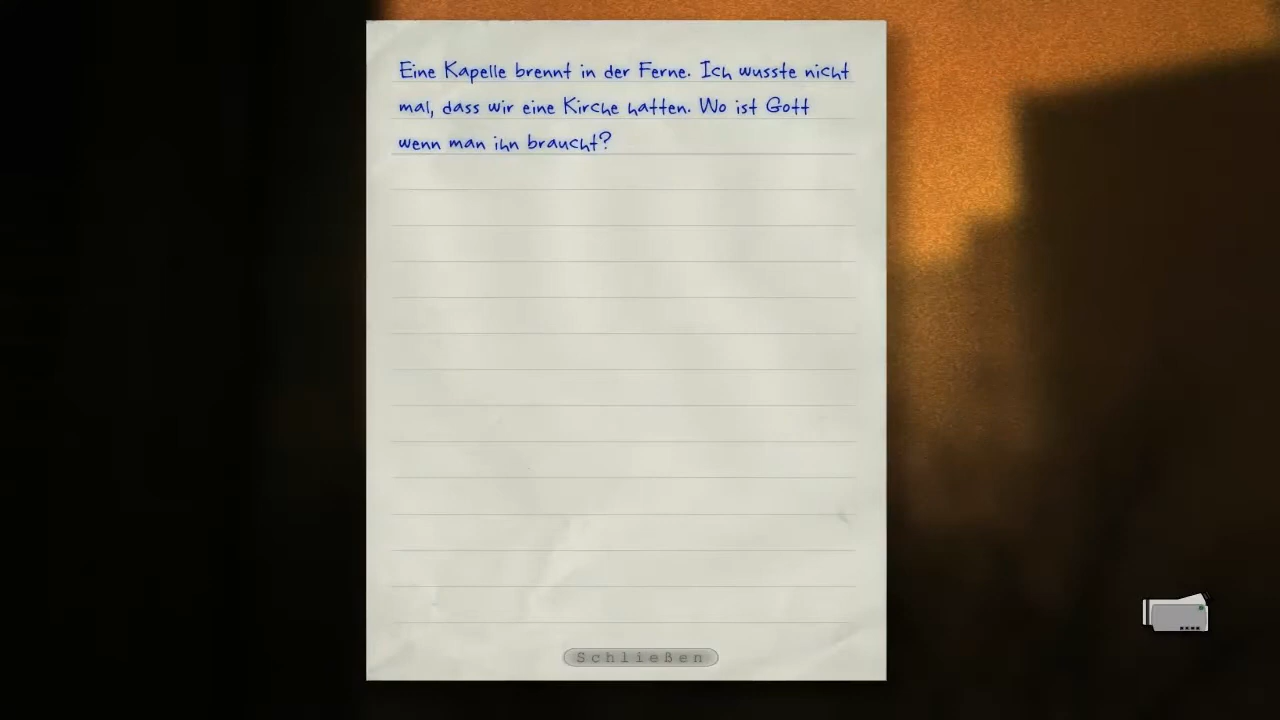 Eine Kapelle brennt in der Ferne. Ich wusste nicht
mal, dass wir eine Kirche hatten. Wo ist Gott
wenn man ihn braucht?
Schließen